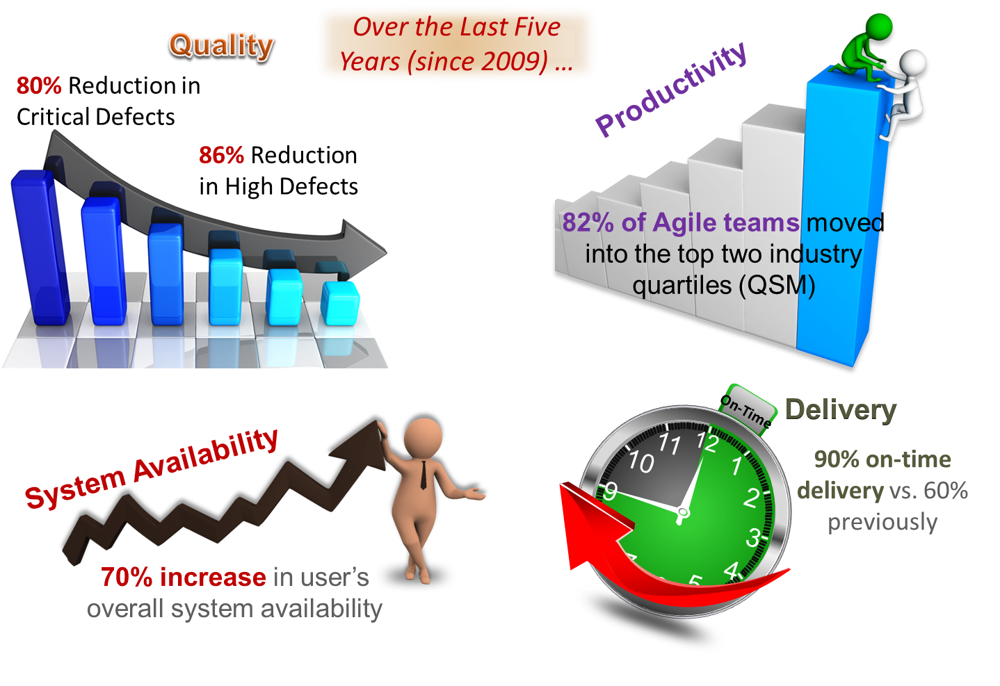 Over the Last Five
Years (since 2009) ...
Quality
80% Reduction in
Critical Defects
86% Reduction
in High Defects
Productivity
82% of Agile teams moved
into the top two industry
quartiles (QSM)
System Availability
70% increase in user's
overall system availability
On-Time
Delivery
90% on-time
delivery vs. 60%
previously
12
1
2
3
4
5
9
10
11